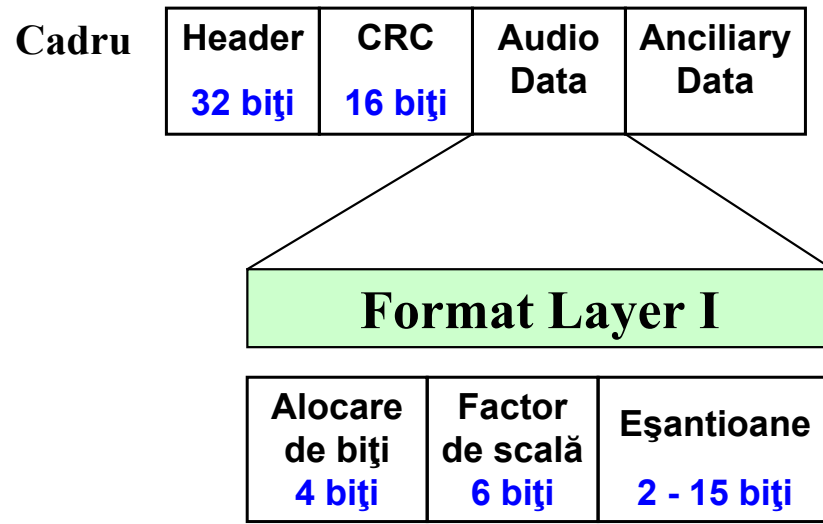 Cadru
Header
32 biţi
CRC
16 biţi
Audio
Data
Anciliary
Data
Format Layer I
Alocare
de biţi
4 biţi
Factor
de scală
6 biţi
Eşantioane
2 - 15 biţi